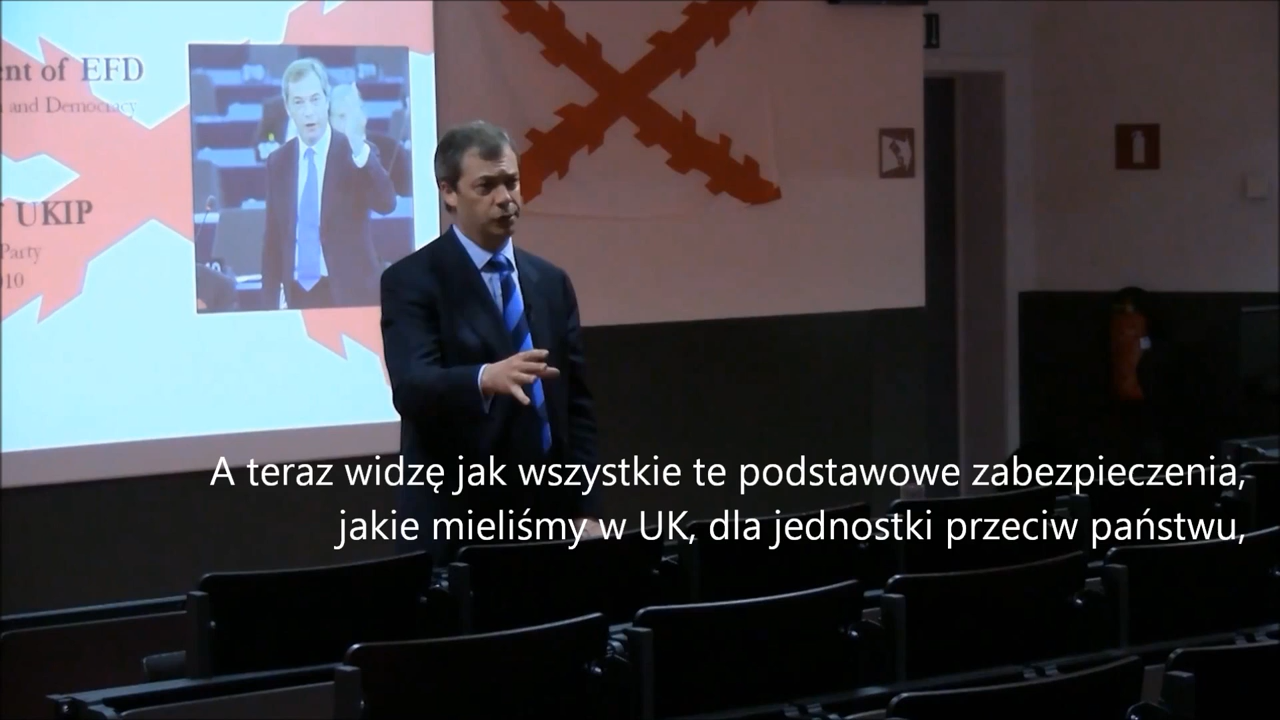 ent of EFD
and Democracy
UKIP
Party
010
A teraz widzę jak wszystkie te podstawowe zabezpieczenia,
jakie mieliśmy w UK, dla jednostki przeciw państwu,